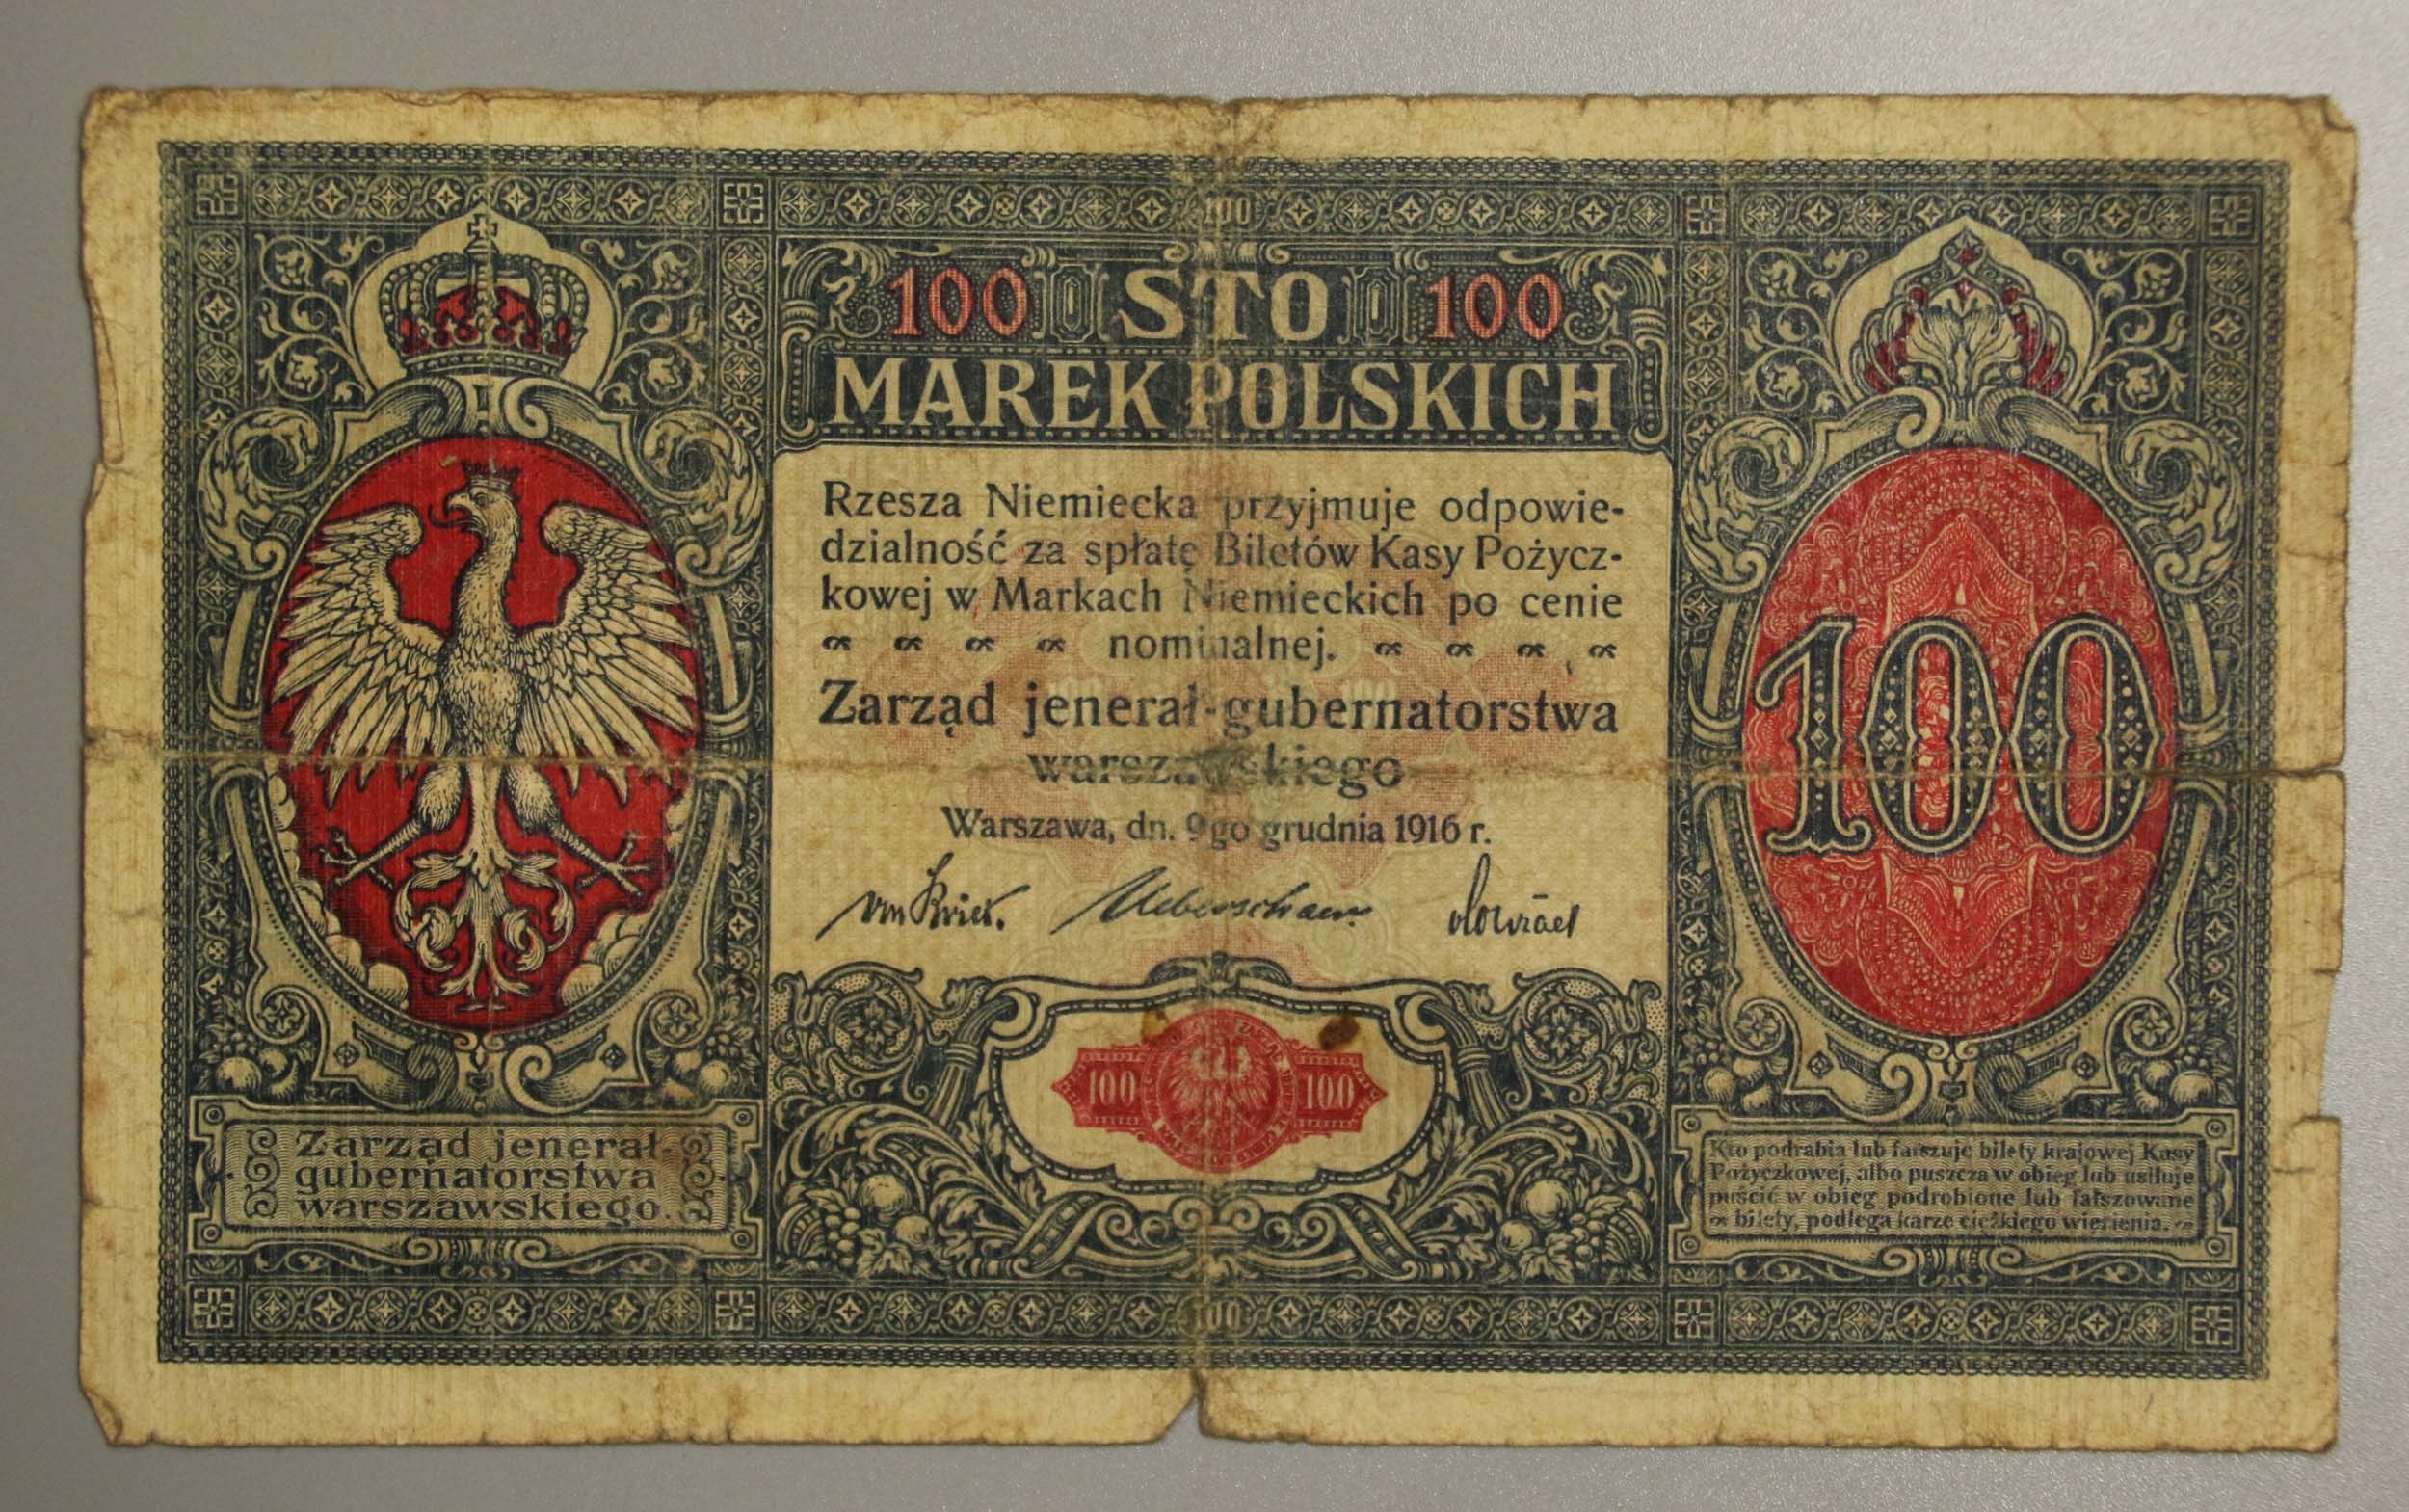 100
100 STO 100
MAREK POLSKICH
Rzesza Niemiecka przyjmuje odpowie-
dzialność za spłatę Biletów Kasy Pożycz-
kowej w Markach Niemieckich po cenie
nominalnej.
Zarząd jenerał-gubernatorstwa
warszawskiego
Warszawa, dn. 9go grudnia 1916 r.
100
100 100
Zarząd jenerał-
gubernatorstwa
warszawskiego.
Kto podrabia lub fałszuje bilety krajowej Kasy
Pożyczkowej, albo puszcza w obieg lub usiłuje
puścić w obieg podrobione lub fałszowane
bilety, podlega karze ciężkiego więzienia.
100